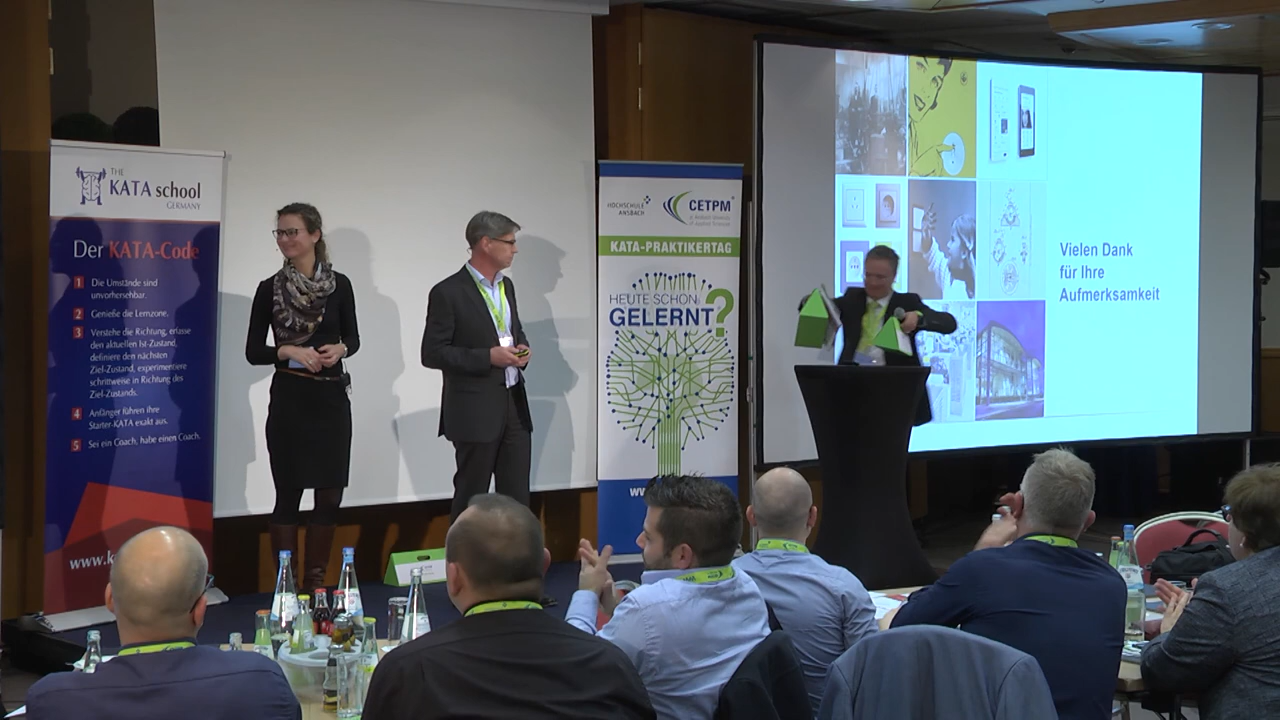 THE
KATA school
GERMANY
Der KATA-Code
1 Die Umstände sind
unvorhersehbar.
2 Genieße die Lernzone.
3 Verstehe die Richtung, erfasse
den aktuellen Ist-Zustand,
definiere den nächsten
Ziel-Zustand, experimentiere
schrittweise in Richtung des
Ziel-Zustands.
4 Anfänger führen ihre
Starter-KATA exakt aus.
5 Sei ein Coach, habe einen Coach.
www.k
HOCHSCHULE
ANSBACH
CETPM
KATA-PRAKTIKERTAG
HEUTE SCHON
GELERNT?
ww
Vielen Dank
für Ihre
Aufmerksamkeit